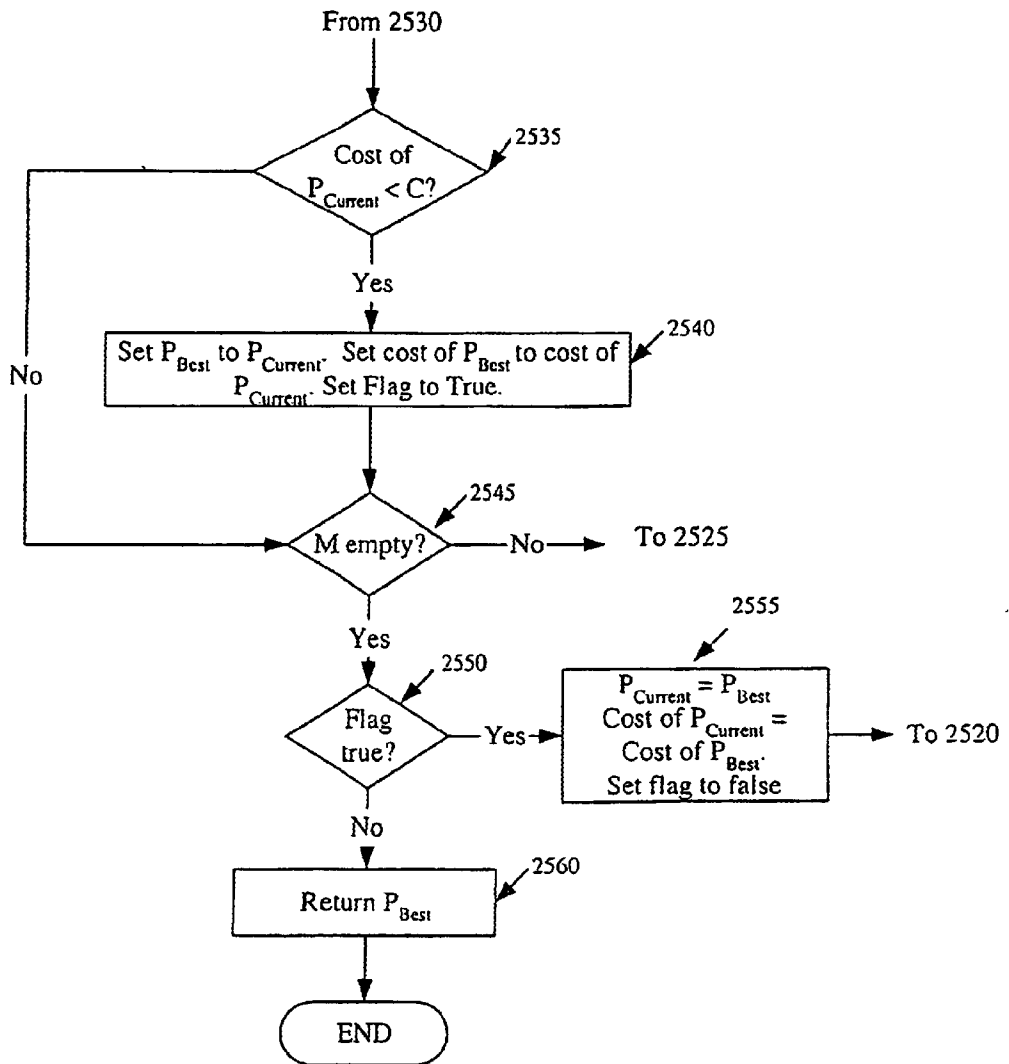 From 2530
2535
Cost of
P_Current < C?
Yes
2540
Set P_Best to P_Current. Set cost of P_Best to cost of
P_Current. Set Flag to True.
No
2545
M empty?
No
To 2525
Yes
2550
Flag
true?
Yes
2555
P_Current = P_Best
Cost of P_Current =
Cost of P_Best.
Set flag to false
To 2520
No
2560
Return P_Best
END